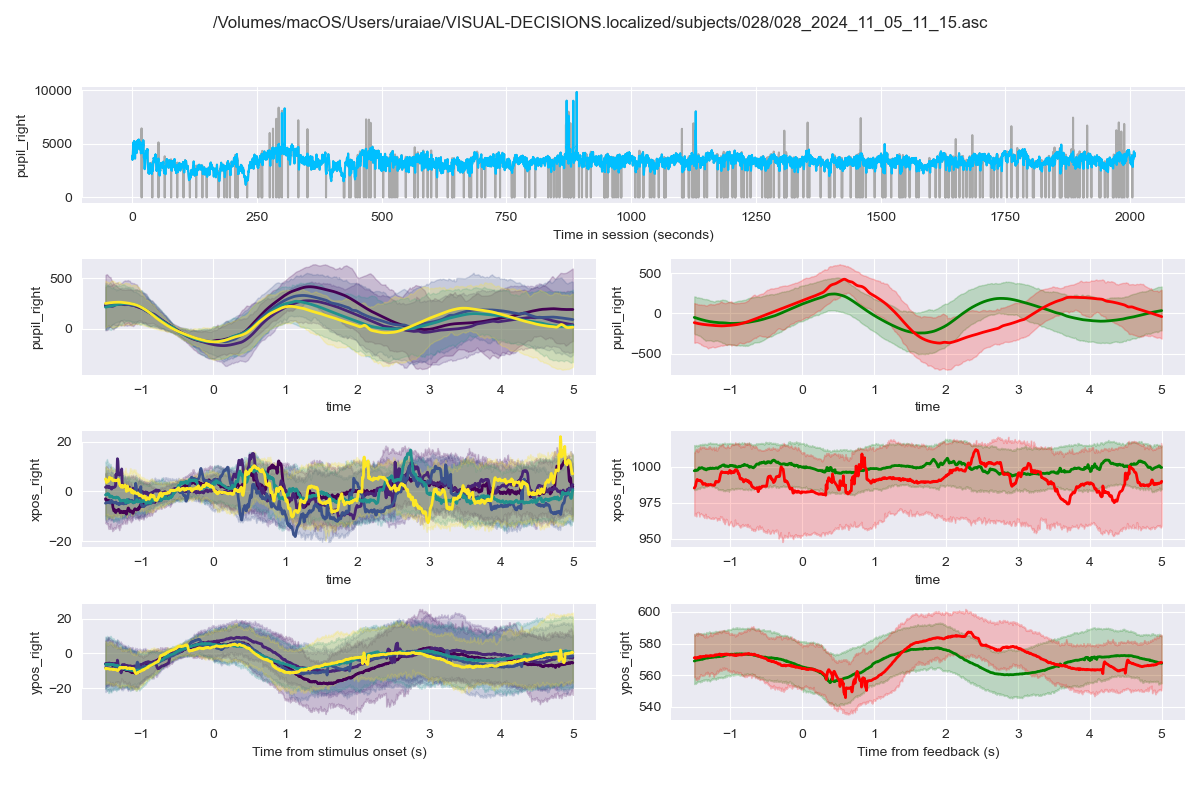 /Volumes/macOS/Users/uraiae/VISUAL-DECISIONS.localized/subjects/028/028_2024_11_05_11_15.asc
pupil_right
10000
5000
0
0 250 500 750 1000 1250 1500 1750 2000
Time in session (seconds)
pupil_right
500
0
−1 0 1 2 3 4 5
time
pupil_right
500
0
−500
−1 0 1 2 3 4 5
time
xpos_right
20
0
−20
−1 0 1 2 3 4 5
time
xpos_right
1000
975
950
−1 0 1 2 3 4 5
time
ypos_right
20
0
−20
−1 0 1 2 3 4 5
Time from stimulus onset (s)
ypos_right
600
580
560
540
−1 0 1 2 3 4 5
Time from feedback (s)